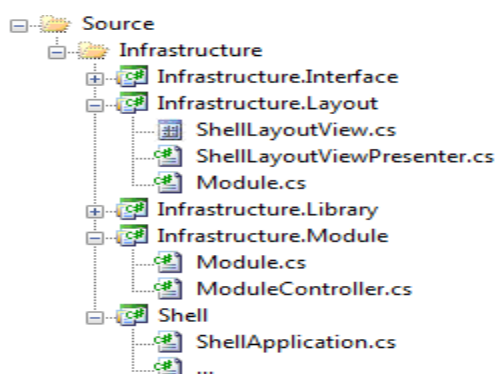 Source
Infrastructure
Infrastructure.Interface
Infrastructure.Layout
ShellLayoutView.cs
ShellLayoutViewPresenter.cs
Module.cs
Infrastructure.Library
Infrastructure.Module
Module.cs
ModuleController.cs
Shell
ShellApplication.cs
...